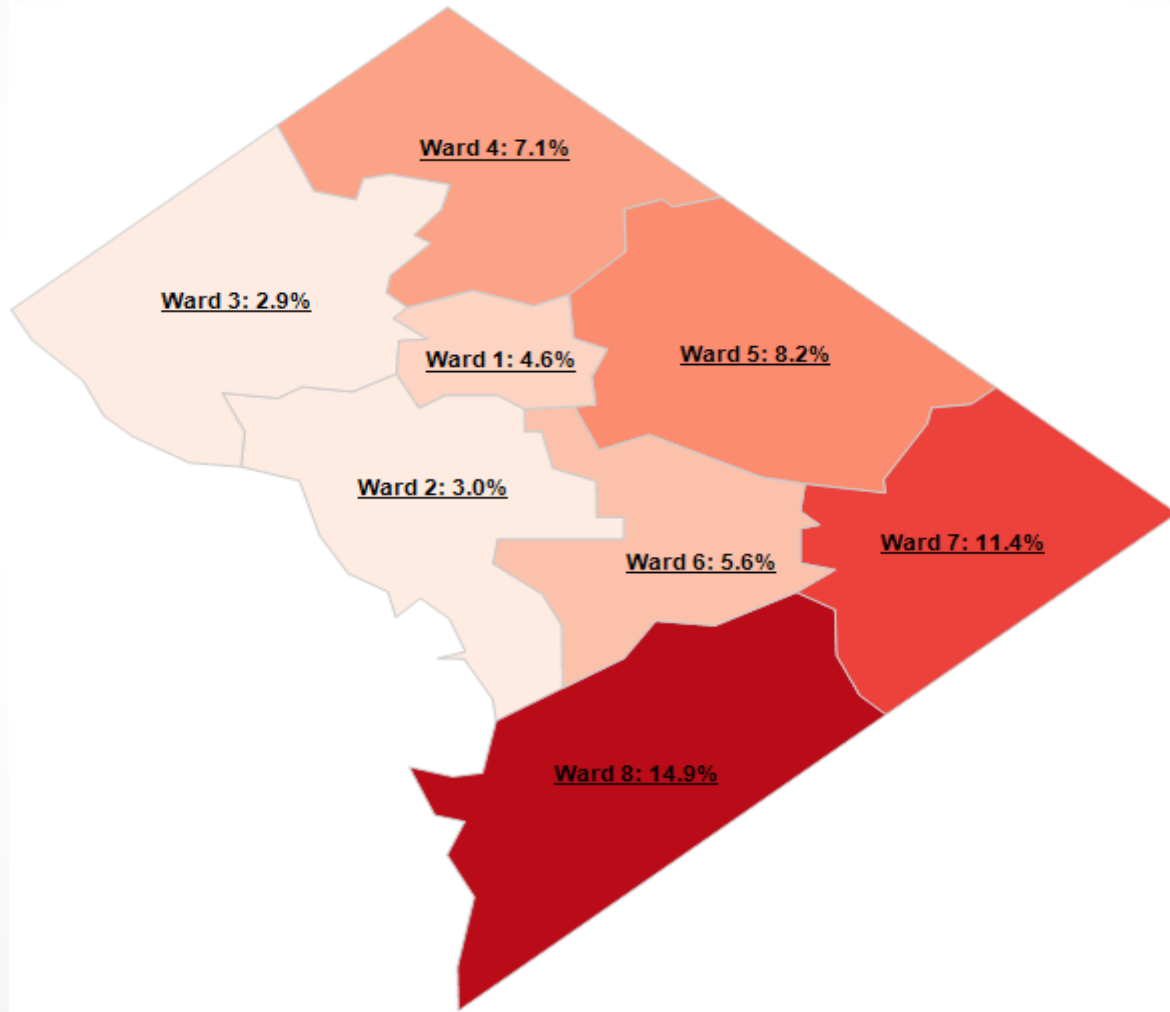 Ward 4: 7.1%
Ward 3: 2.9%
Ward 1: 4.6%
Ward 5: 8.2%
Ward 2: 3.0%
Ward 7: 11.4%
Ward 6: 5.6%
Ward 8: 14.9%